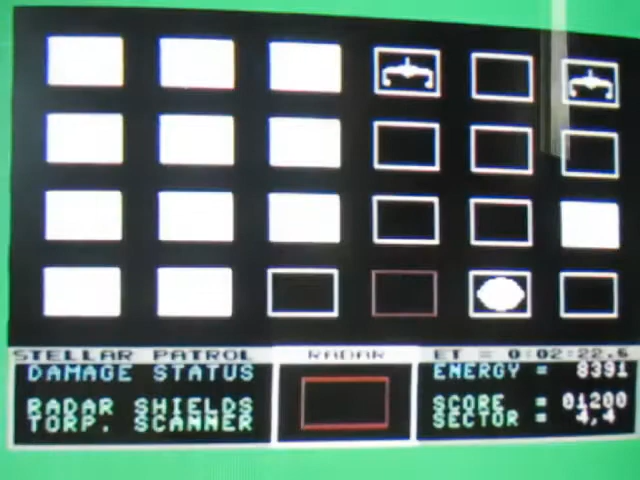 STELLAR PATROL
RADAR
ET = 0:02:22.6
DAMAGE STATUS
RADAR SHIELDS
TORP. SCANNER
ENERGY = 8391
SCORE = 01200
SECTOR = 4,4